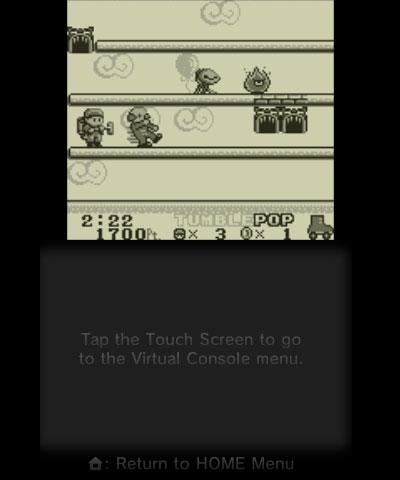 2:22 TUMBLEPOP
1700Pt. × 3 × 1
Tap the Touch Screen to go
to the Virtual Console menu.
: Return to HOME Menu